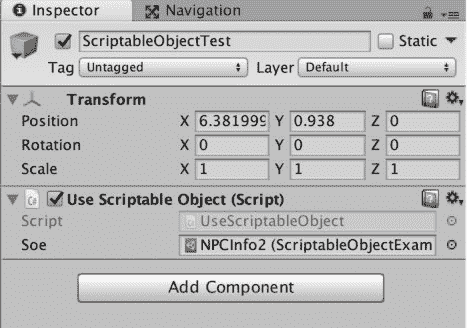 Inspector Navigation
ScriptableObjectTest Static
Tag Untagged Layer Default
Transform
Position X 6.381999 Y 0.938 Z 0
Rotation X 0 Y 0 Z 0
Scale X 1 Y 1 Z 1
Use Scriptable Object (Script)
Script UseScriptableObject
Soe NPCInfo2 (ScriptableObjectExam
Add Component